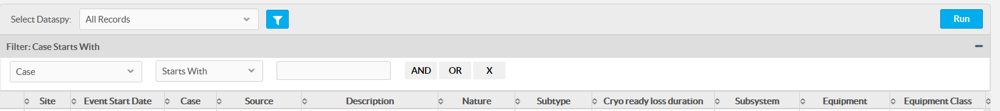 Select Dataspy: All Records Run
Filter: Case Starts With
Case Starts With AND OR X
Site Event Start Date Case Source Description Nature Subtype Cryo ready loss duration Subsystem Equipment Equipment Class